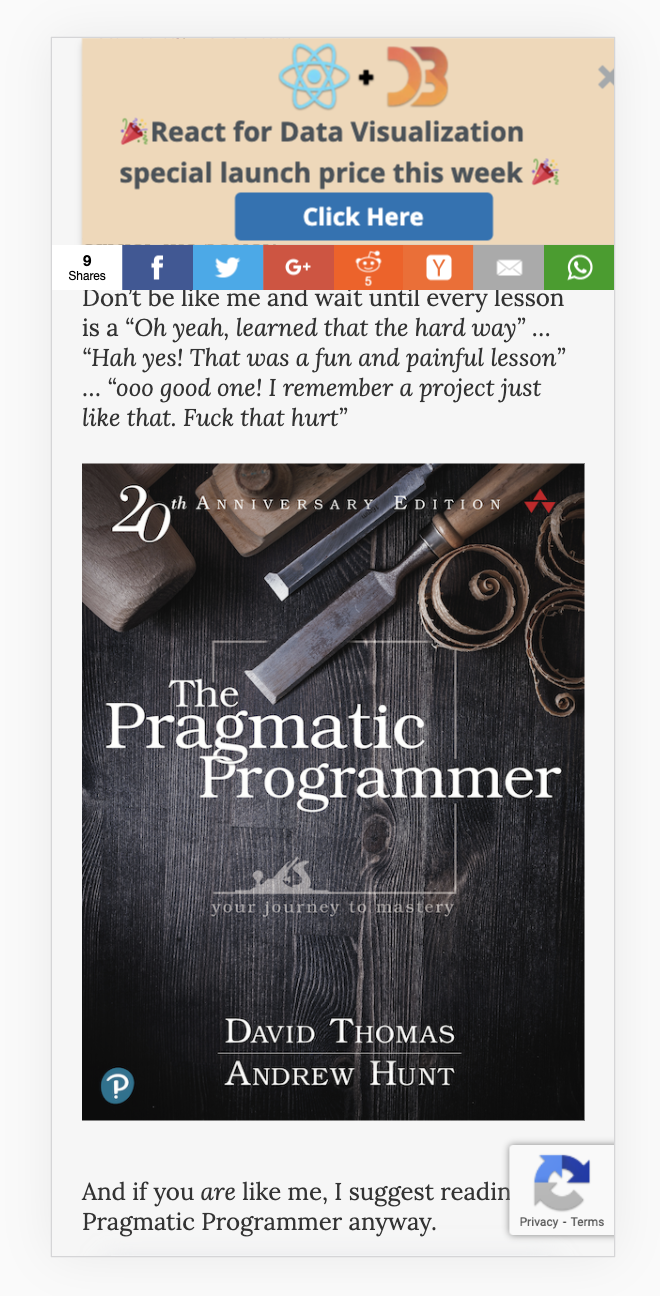 React for Data Visualization
special launch price this week
Click Here
9
Shares
5
Don't be like me and wait until every lesson
is a “Oh yeah, learned that the hard way” …
“Hah yes! That was a fun and painful lesson”
… “ooo good one! I remember a project just
like that. Fuck that hurt”
20th ANNIVERSARY EDITION
The
Pragmatic
Programmer
your journey to mastery
DAVID THOMAS
ANDREW HUNT
And if you are like me, I suggest readin
Pragmatic Programmer anyway.
Privacy - Terms